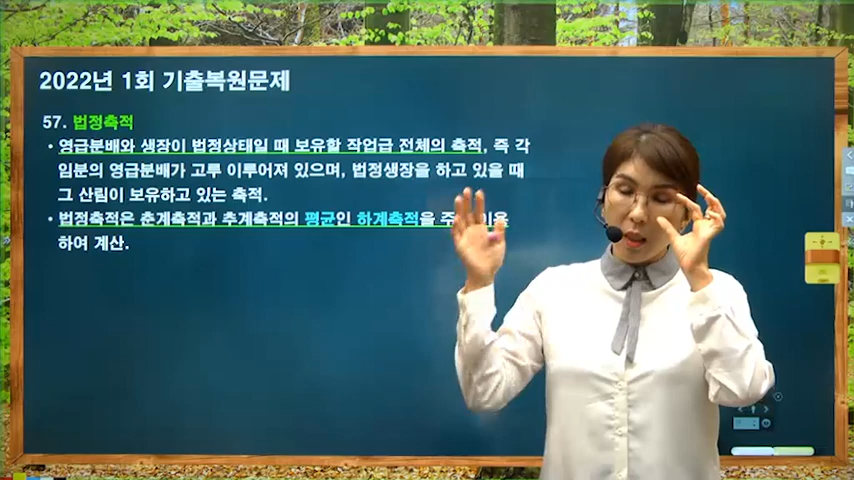 2022년 1회 기출복원문제
57. 법정축적
• 영급분배와 생장이 법정상태일 때 보유할 작업급 전체의 축적, 즉 각
임분의 영급분배가 고루 이루어져 있으며, 법정생장을 하고 있을 때
그 산림이 보유하고 있는 축적.
• 법정축적은 춘계축적과 추계축적의 평균인 하계축적을 이용
하여 계산.